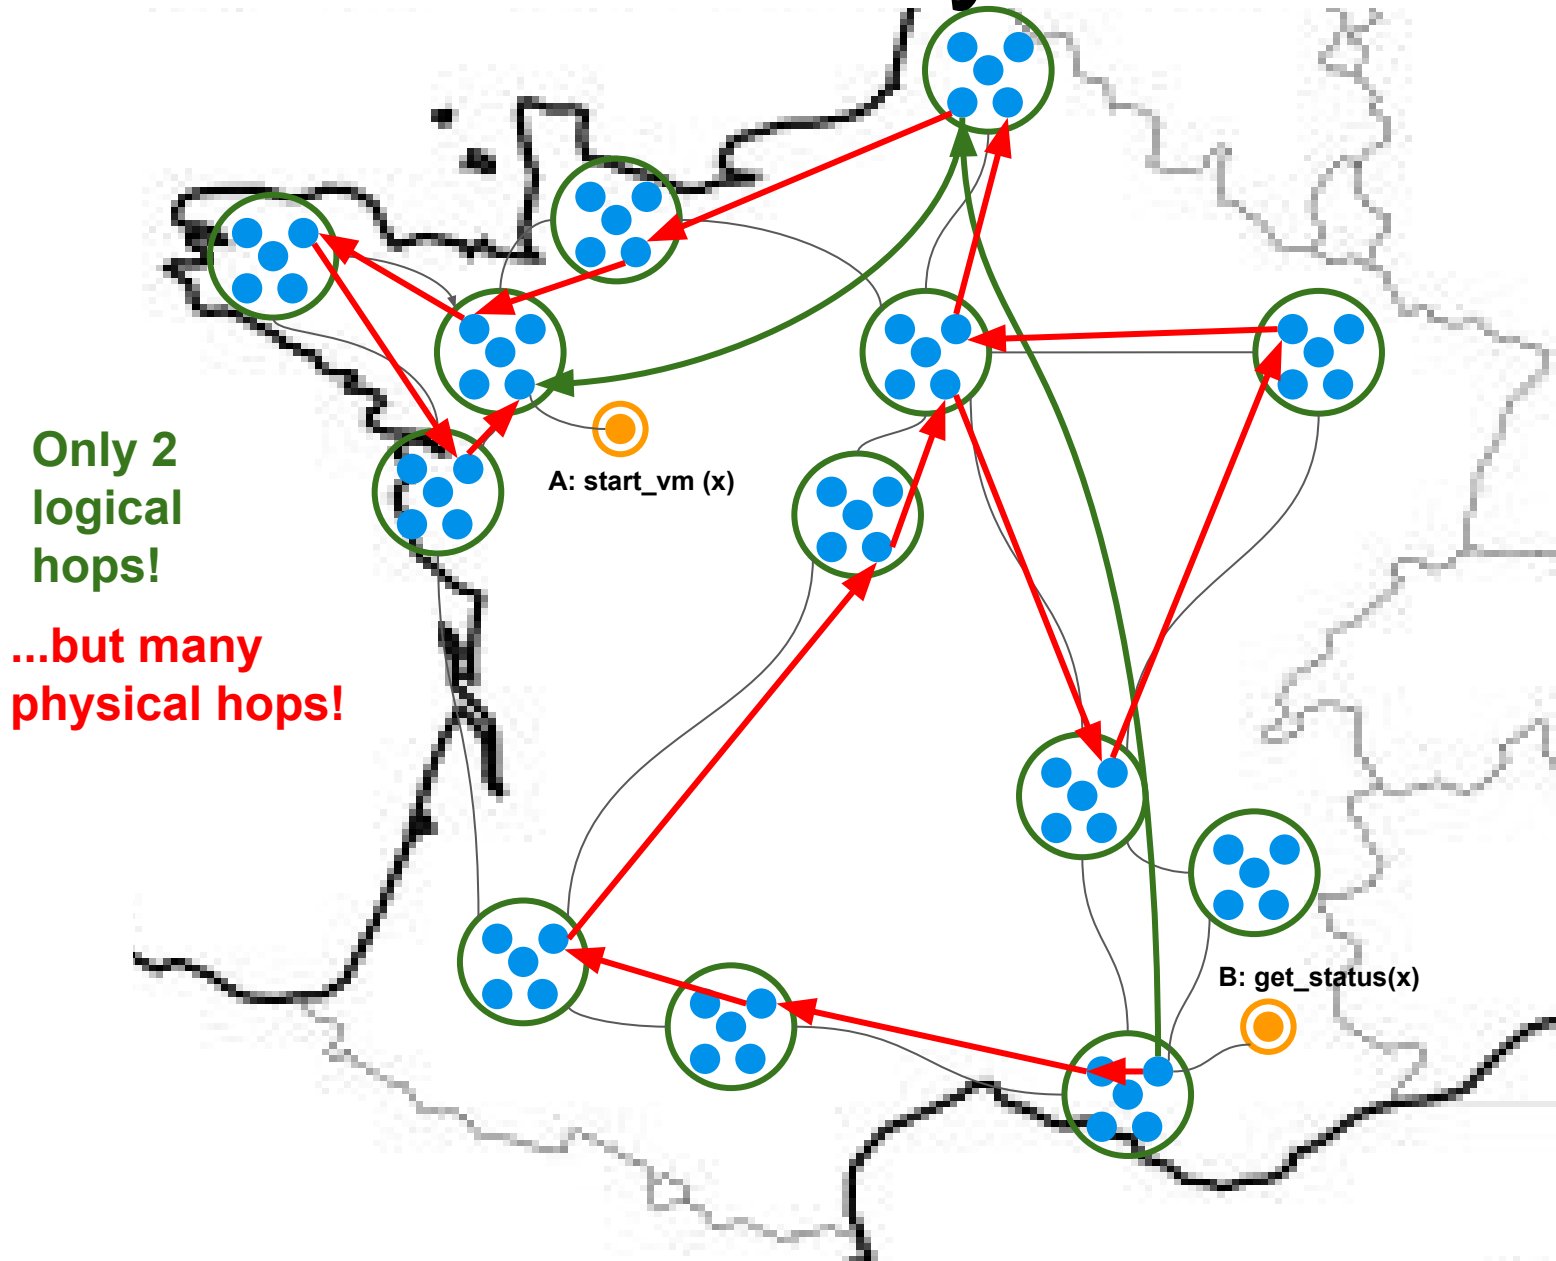 A: start_vm (x)
Only 2
logical
hops!
...but many
physical hops!
B: get_status(x)